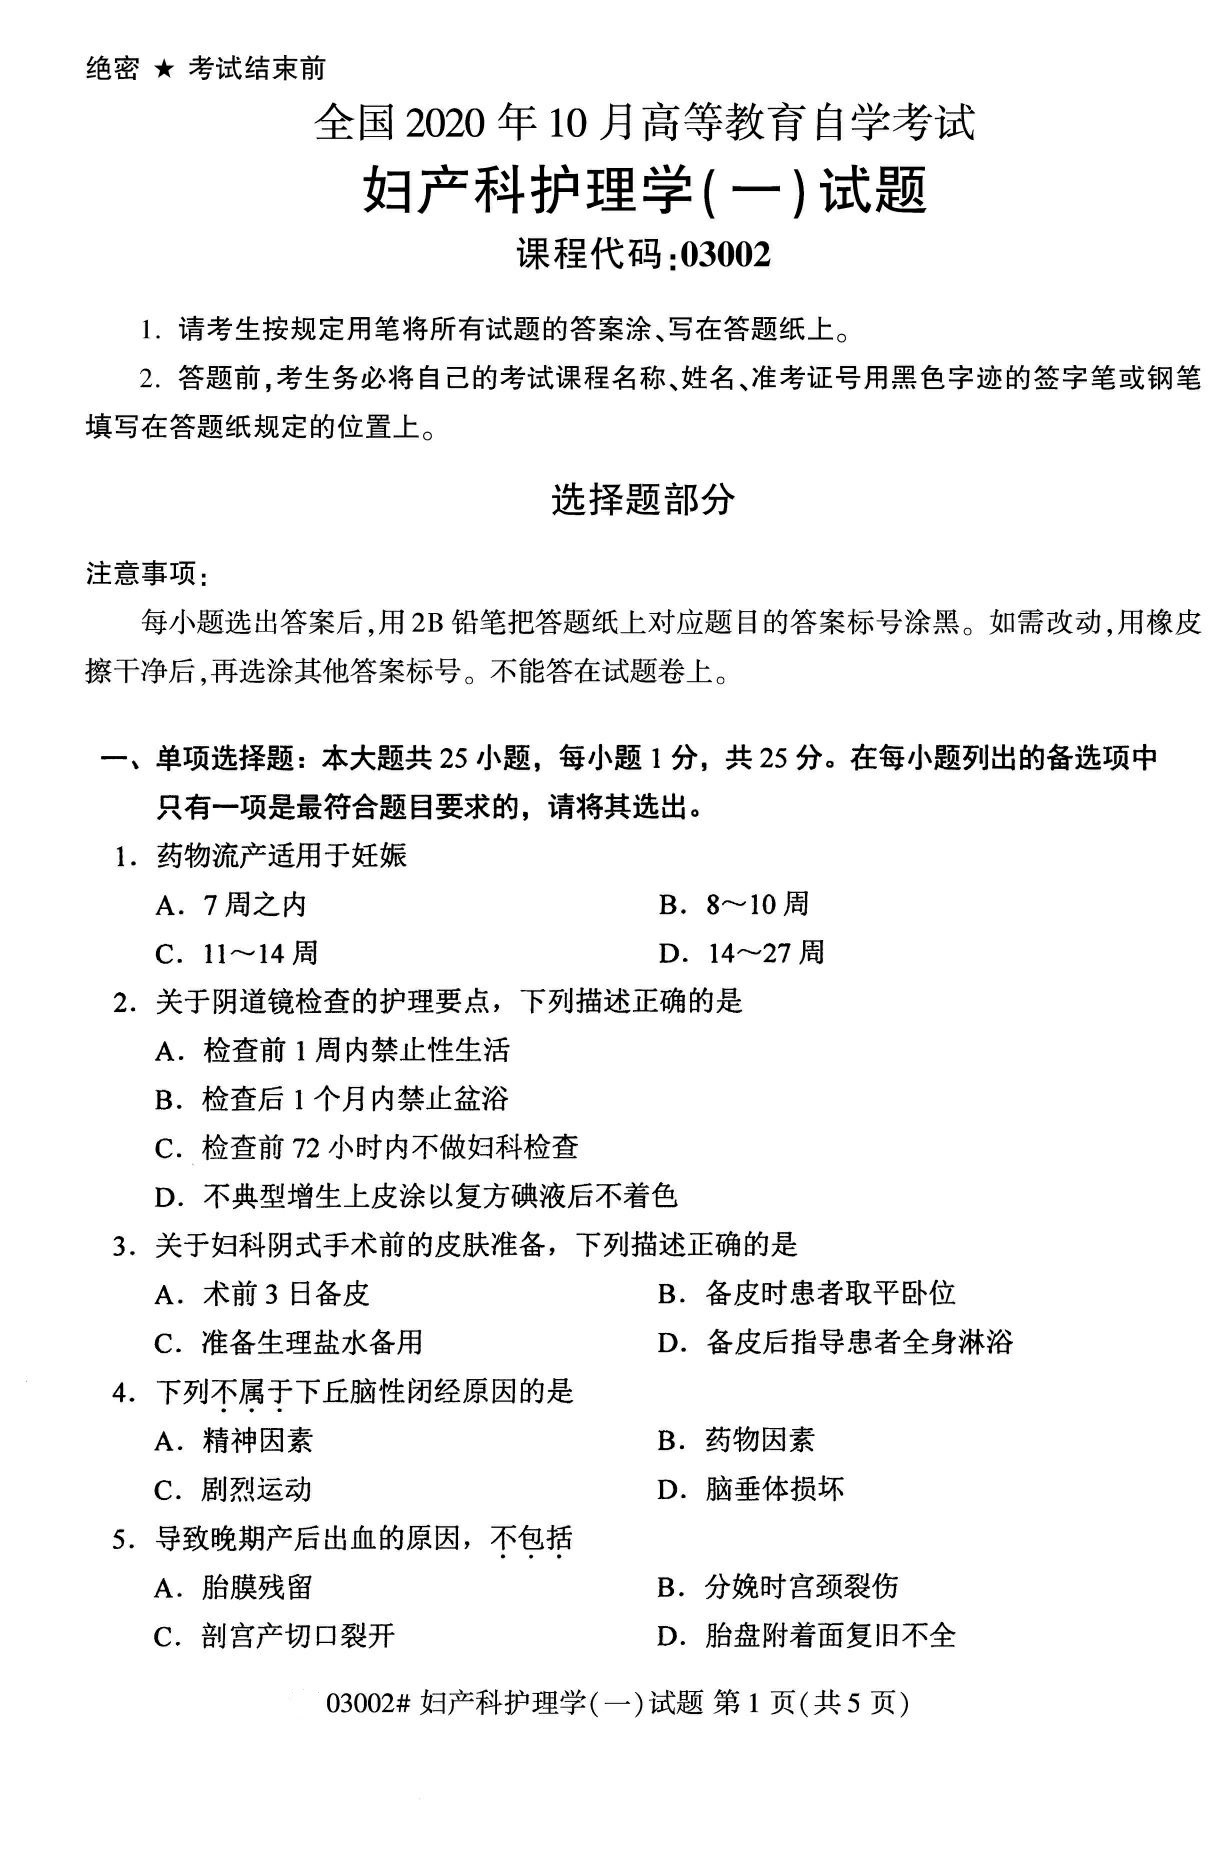 绝密 ★ 考试结束前
全国 2020 年 10 月高等教育自学考试
妇产科护理学(一)试题
课程代码:03002
1. 请考生按规定用笔将所有试题的答案涂、写在答题纸上。
2. 答题前,考生务必将自己的考试课程名称、姓名、准考证号用黑色字迹的签字笔或钢笔
填写在答题纸规定的位置上。
选择题部分
注意事项:
每小题选出答案后,用 2B 铅笔把答题纸上对应题目的答案标号涂黑。如需改动,用橡皮
擦干净后,再选涂其他答案标号。不能答在试题卷上。
一、单项选择题：本大题共 25 小题，每小题 1 分，共 25 分。在每小题列出的备选项中
只有一项是最符合题目要求的，请将其选出。
1. 药物流产适用于妊娠
A. 7 周之内 B. 8～10 周
C. 11～14 周 D. 14～27 周
2. 关于阴道镜检查的护理要点，下列描述正确的是
A. 检查前 1 周内禁止性生活
B. 检查后 1 个月内禁止盆浴
C. 检查前 72 小时内不做妇科检查
D. 不典型增生上皮涂以复方碘液后不着色
3. 关于妇科阴式手术前的皮肤准备，下列描述正确的是
A. 术前 3 日备皮 B. 备皮时患者取平卧位
C. 准备生理盐水备用 D. 备皮后指导患者全身淋浴
4. 下列不属于下丘脑性闭经原因的是
A. 精神因素 B. 药物因素
C. 剧烈运动 D. 脑垂体损坏
5. 导致晚期产后出血的原因，不包括
A. 胎膜残留 B. 分娩时宫颈裂伤
C. 剖宫产切口裂开 D. 胎盘附着面复旧不全
03002# 妇产科护理学(一)试题 第 1 页(共 5 页)